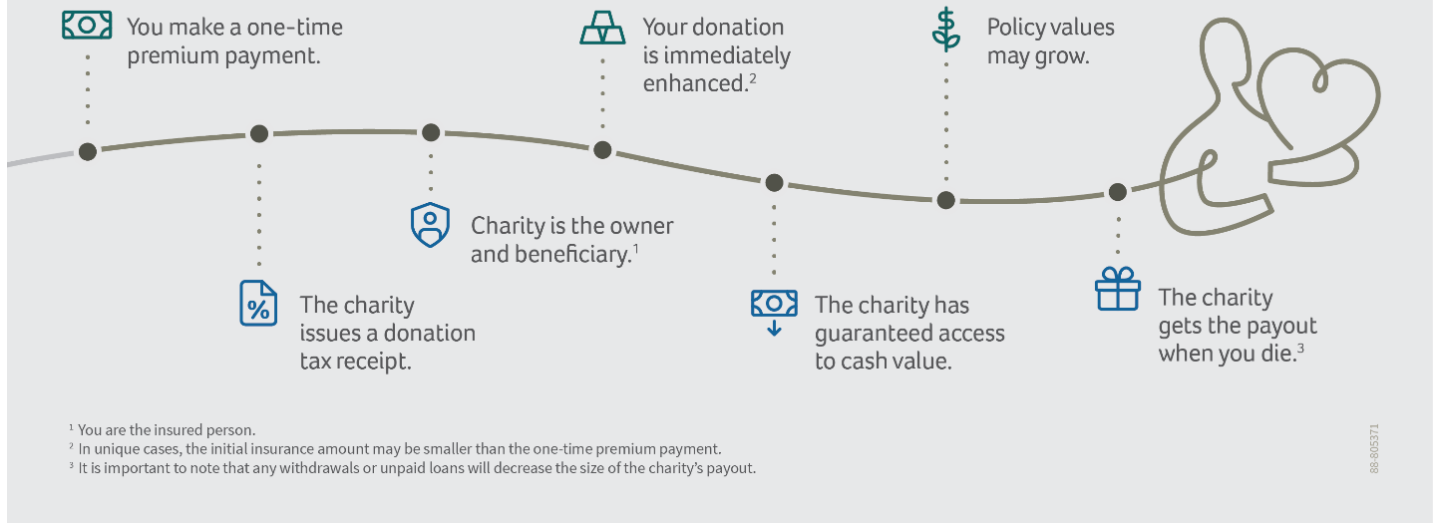 You make a one-time
premium payment.
The charity
issues a donation
tax receipt.
Charity is the owner
and beneficiary.¹
Your donation
is immediately
enhanced.²
The charity has
guaranteed access
to cash value.
Policy values
may grow.
The charity
gets the payout
when you die.³
¹ You are the insured person.
² In unique cases, the initial insurance amount may be smaller than the one-time premium payment.
³ It is important to note that any withdrawals or unpaid loans will decrease the size of the charity’s payout.
88-805371
$
%